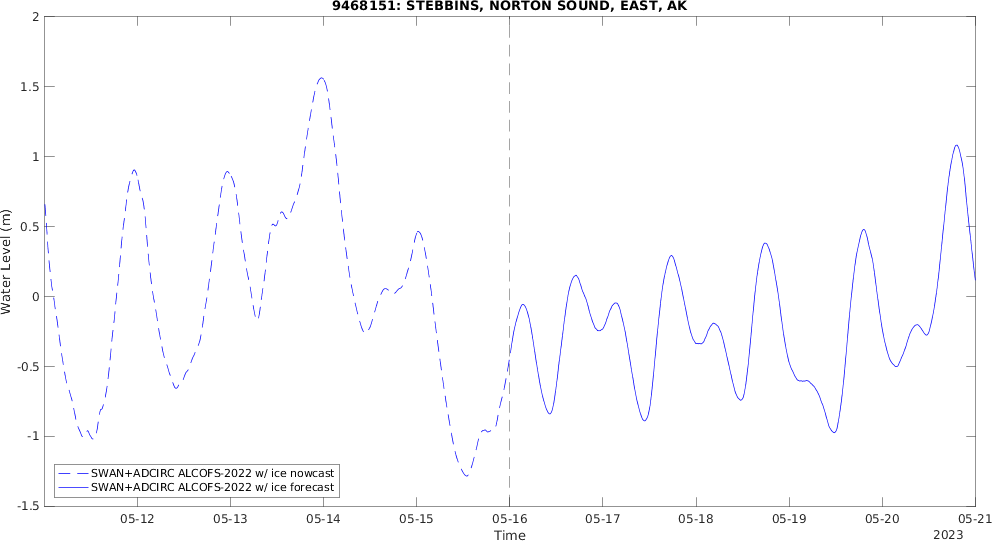 9468151: STEBBINS, NORTON SOUND, EAST, AK
2
1.5
1
0.5
0
-0.5
-1
-1.5
Water Level (m)
SWAN+ADCIRC ALCOFS-2022 w/ ice nowcast
SWAN+ADCIRC ALCOFS-2022 w/ ice forecast
05-12 05-13 05-14 05-15 05-16 05-17 05-18 05-19 05-20 05-21
Time
2023